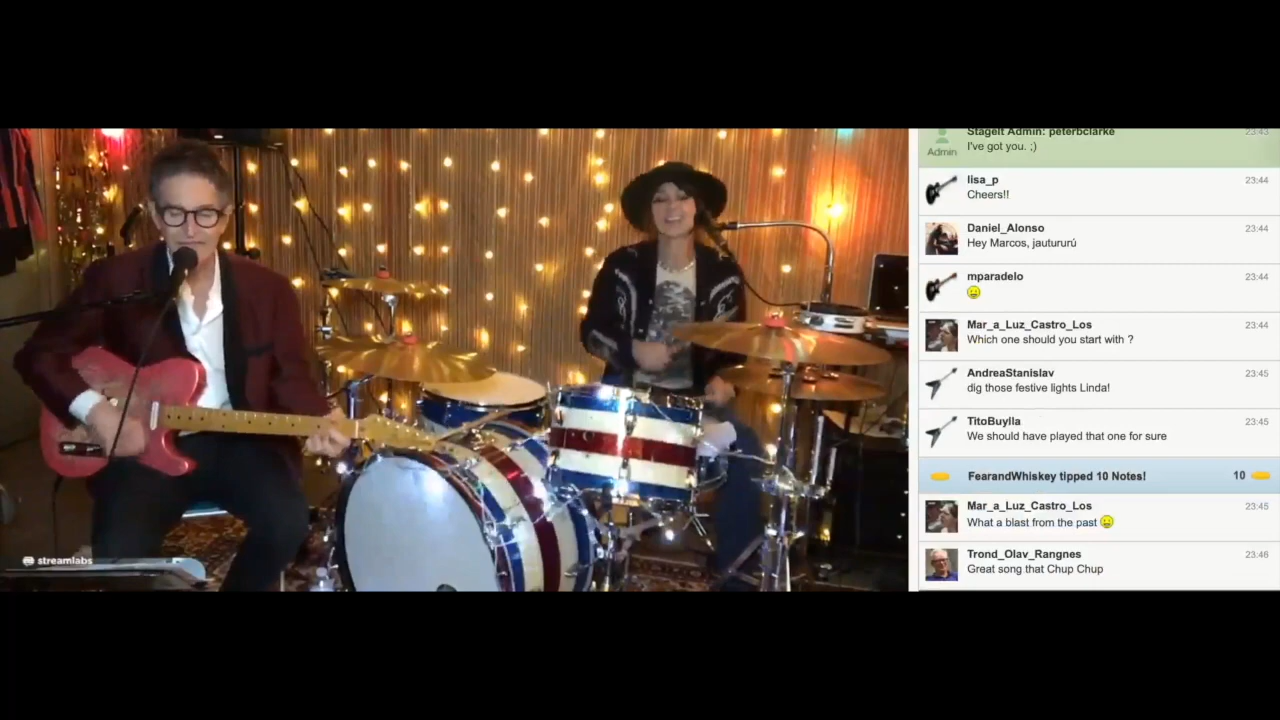 StageIt Admin: peterbclarke
23:43
I've got you. ;)
Admin
lisa_p
23:44
Cheers!!
Daniel_Alonso
23:44
Hey Marcos, jautururú
mparadelo
23:44
Mar_a_Luz_Castro_Los
23:44
Which one should you start with ?
AndreaStanislav
23:45
dig those festive lights Linda!
TitoBuylla
23:45
We should have played that one for sure
FearandWhiskey tipped 10 Notes!
10
Mar_a_Luz_Castro_Los
23:45
What a blast from the past
Trond_Olav_Rangnes
23:46
Great song that Chup Chup
streamlabs